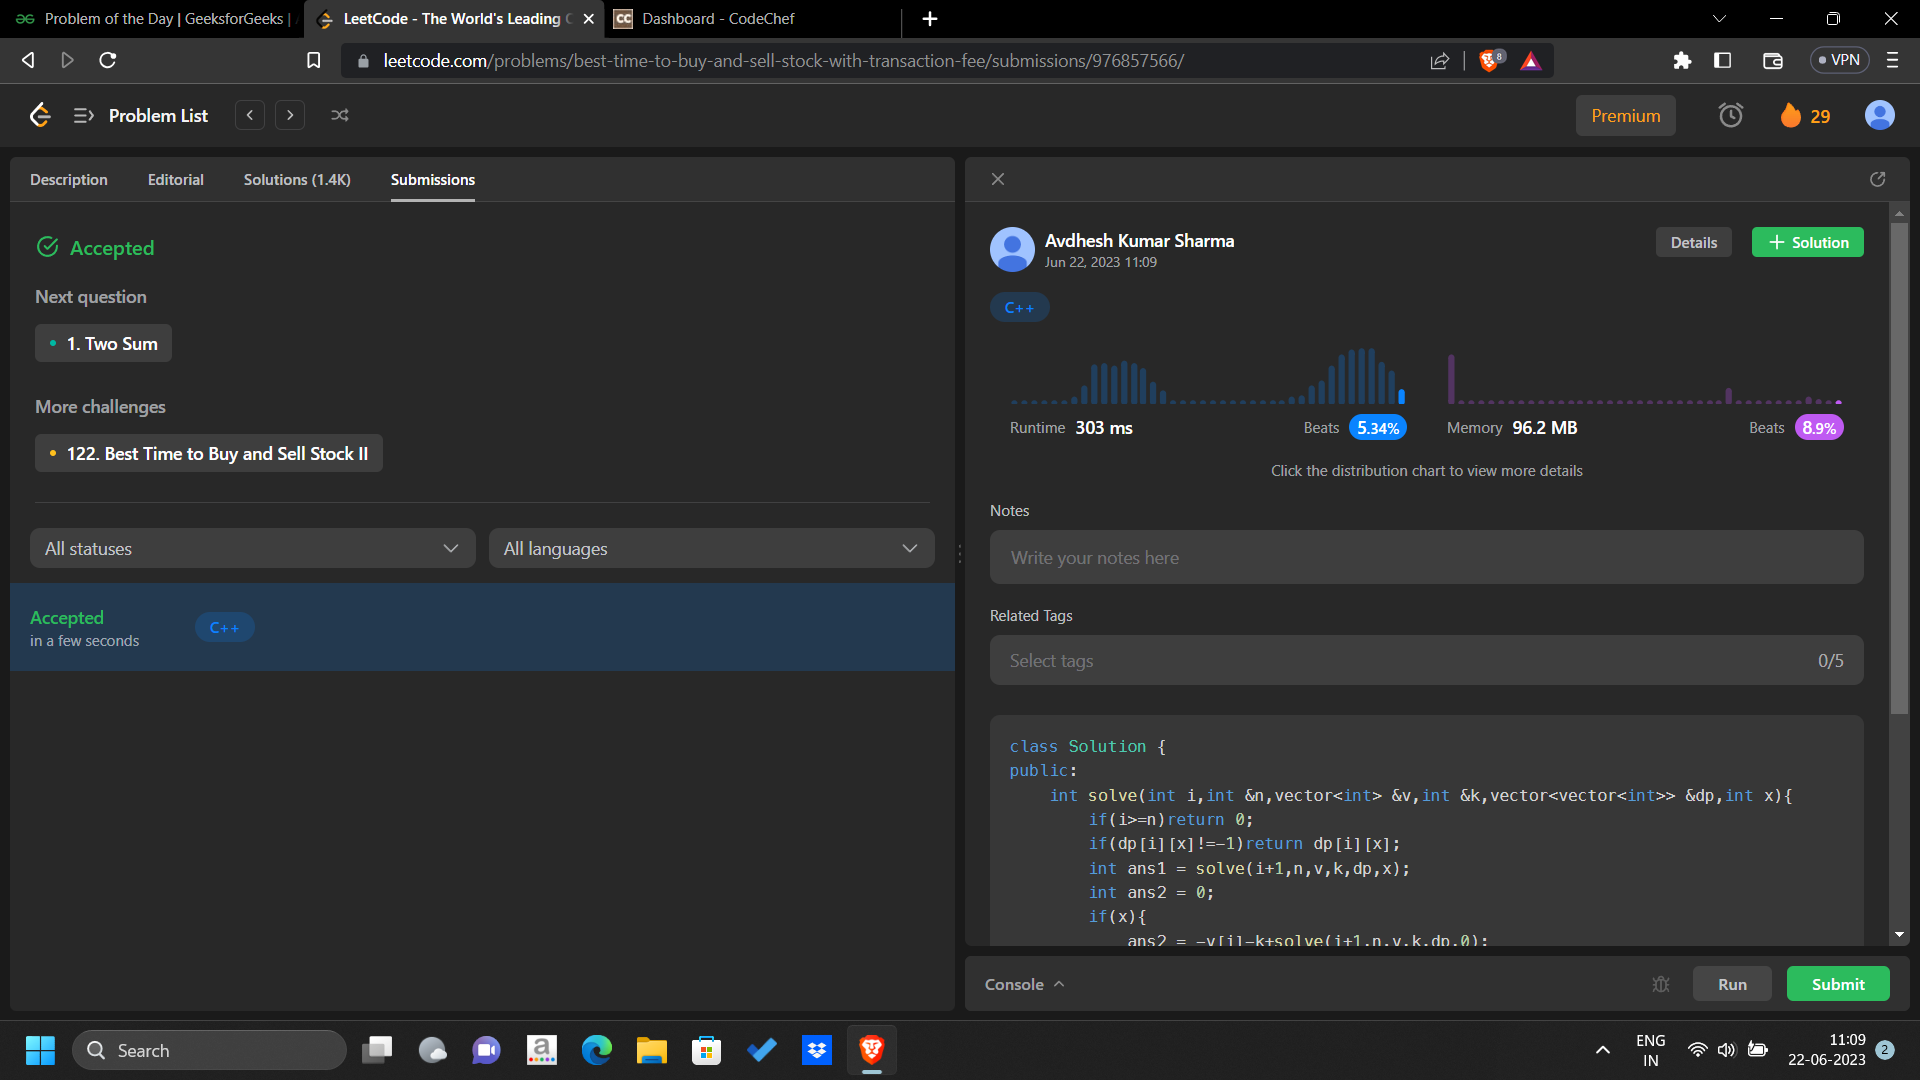 Problem of the Day | GeeksforGeeks |
LeetCode - The World's Leading
CC Dashboard - CodeChef
leetcode.com/problems/best-time-to-buy-and-sell-stock-with-transaction-fee/submissions/976857566/
8
VPN
Problem List
Premium
29
Description
Editorial
Solutions (1.4K)
Submissions
Accepted
Next question
1. Two Sum
More challenges
122. Best Time to Buy and Sell Stock II
All statuses
All languages
Accepted
in a few seconds
C++
Avdhesh Kumar Sharma
Jun 22, 2023 11:09
Details
Solution
C++
Runtime 303 ms
Beats 5.34%
Memory 96.2 MB
Beats 8.9%
Click the distribution chart to view more details
Notes
Write your notes here
Related Tags
Select tags
0/5
class Solution {
public:
int solve(int i,int &n,vector<int> &v,int &k,vector<vector<int>> &dp,int x){
if(i>=n)return 0;
if(dp[i][x]!=-1)return dp[i][x];
int ans1 = solve(i+1,n,v,k,dp,x);
int ans2 = 0;
if(x){
ans2 = -v[i]-k+solve(i+1,n,v,k,dp,0);
Console
Run
Submit
Search
a
ENG
IN
11:09
22-06-2023
2